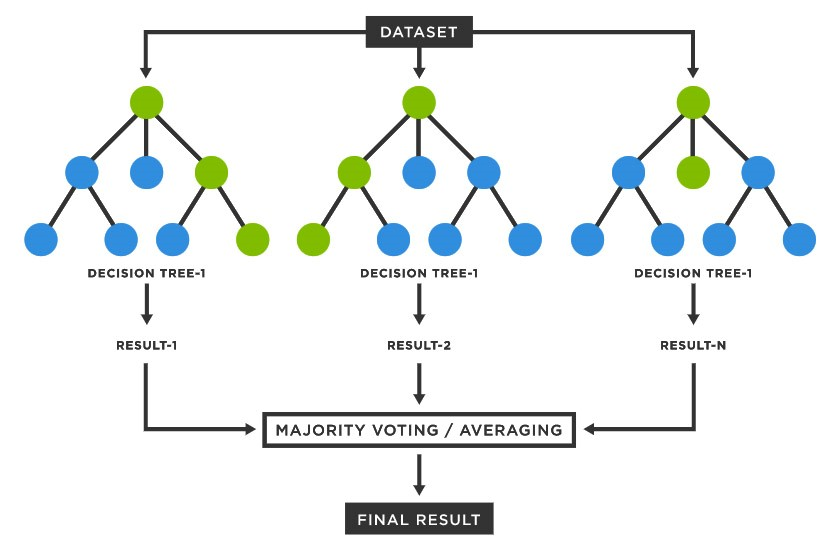 DATASET
DECISION TREE-1
DECISION TREE-1
DECISION TREE-1
RESULT-1
RESULT-2
RESULT-N
MAJORITY VOTING / AVERAGING
FINAL RESULT